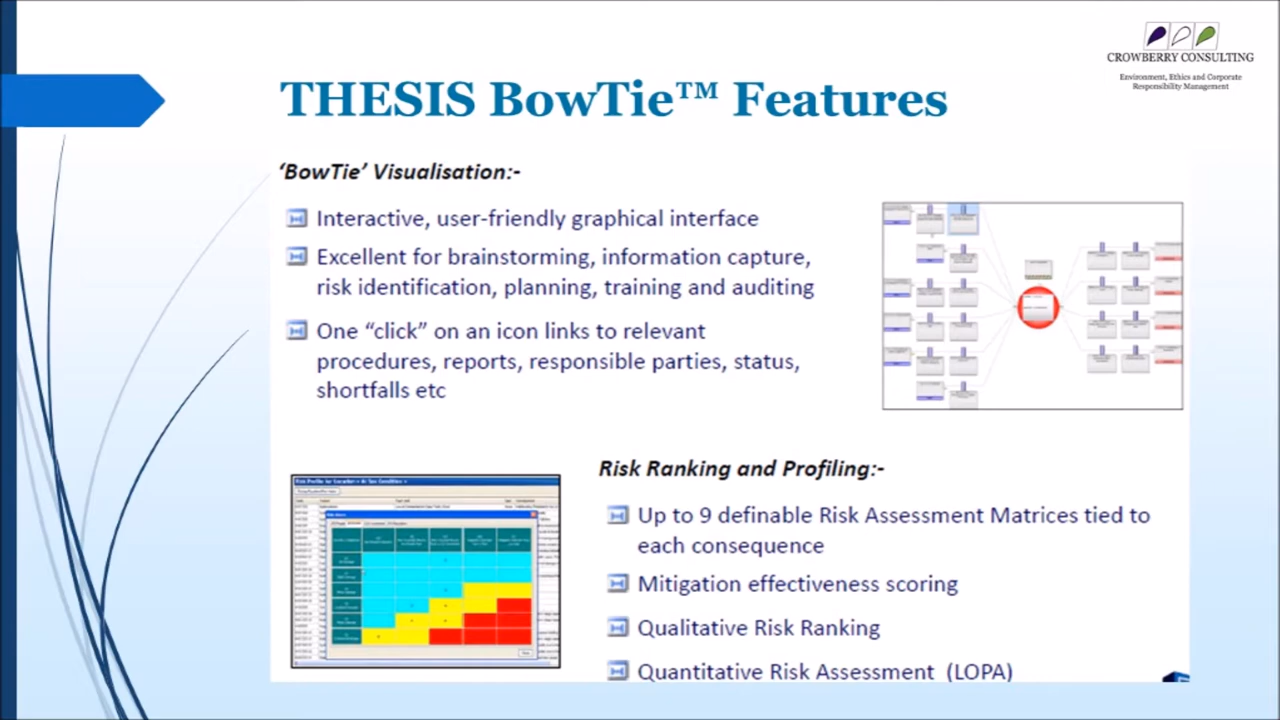 CROWBERRY CONSULTING
Environment, Ethics and Corporate
Responsibility Management
THESIS BowTie™ Features
‘BowTie’ Visualisation:-
Interactive, user-friendly graphical interface
Excellent for brainstorming, information capture,
risk identification, planning, training and auditing
One “click” on an icon links to relevant
procedures, reports, responsible parties, status,
shortfalls etc
Risk Ranking and Profiling:-
Up to 9 definable Risk Assessment Matrices tied to
each consequence
Mitigation effectiveness scoring
Qualitative Risk Ranking
Quantitative Risk Assessment (LOPA)